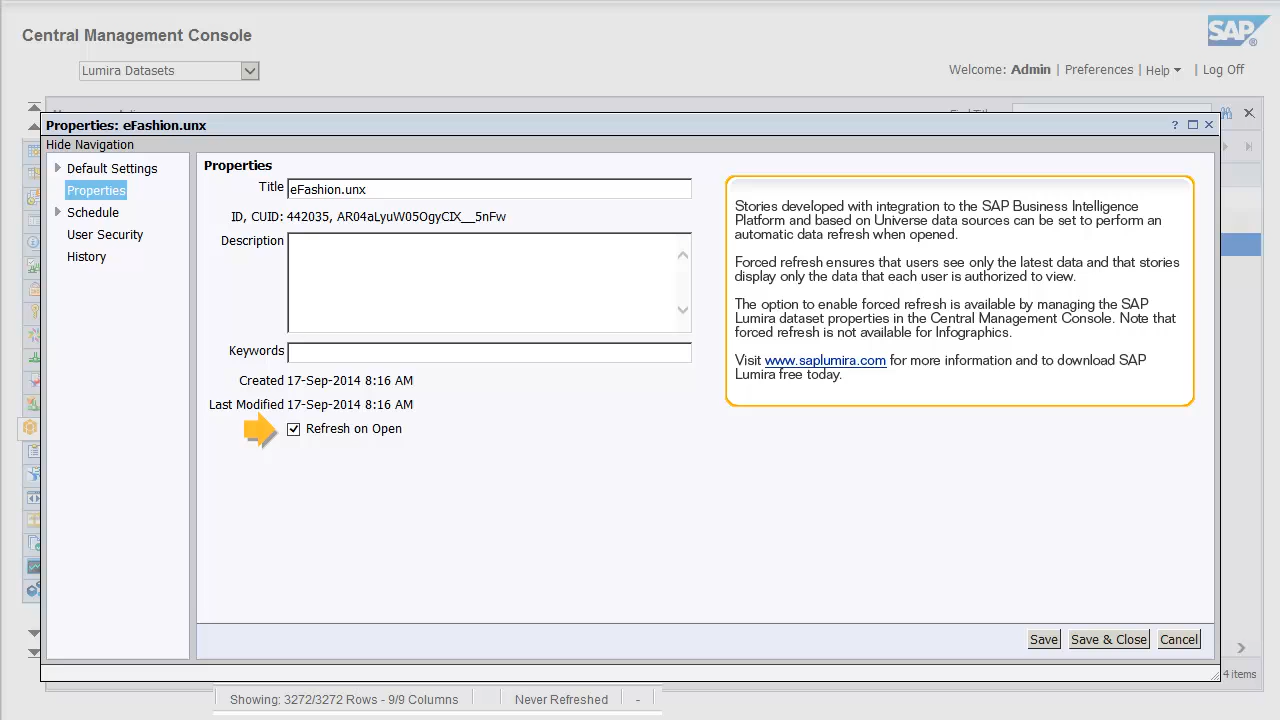 Central Management Console
SAP®
Lumira Datasets
Welcome: Admin | Preferences | Help | Log Off
Properties: eFashion.unx
?
Hide Navigation
Default Settings
Properties
Schedule
User Security
History
Properties
Title eFashion.unx
ID, CUID: 442035, AR04aLyuW05OgyCIX__5nFw
Description
Keywords
Created 17-Sep-2014 8:16 AM
Last Modified 17-Sep-2014 8:16 AM
Refresh on Open
Stories developed with integration to the SAP Business Intelligence
Platform and based on Universe data sources can be set to perform an
automatic data refresh when opened.
Forced refresh ensures that users see only the latest data and that stories
display only the data that each user is authorized to view.
The option to enable forced refresh is available by managing the SAP
Lumira dataset properties in the Central Management Console. Note that
forced refresh is not available for Infographics.
Visit www.saplumira.com for more information and to download SAP
Lumira free today.
Save
Save & Close
Cancel
4 items
Showing: 3272/3272 Rows - 9/9 Columns
Never Refreshed
-